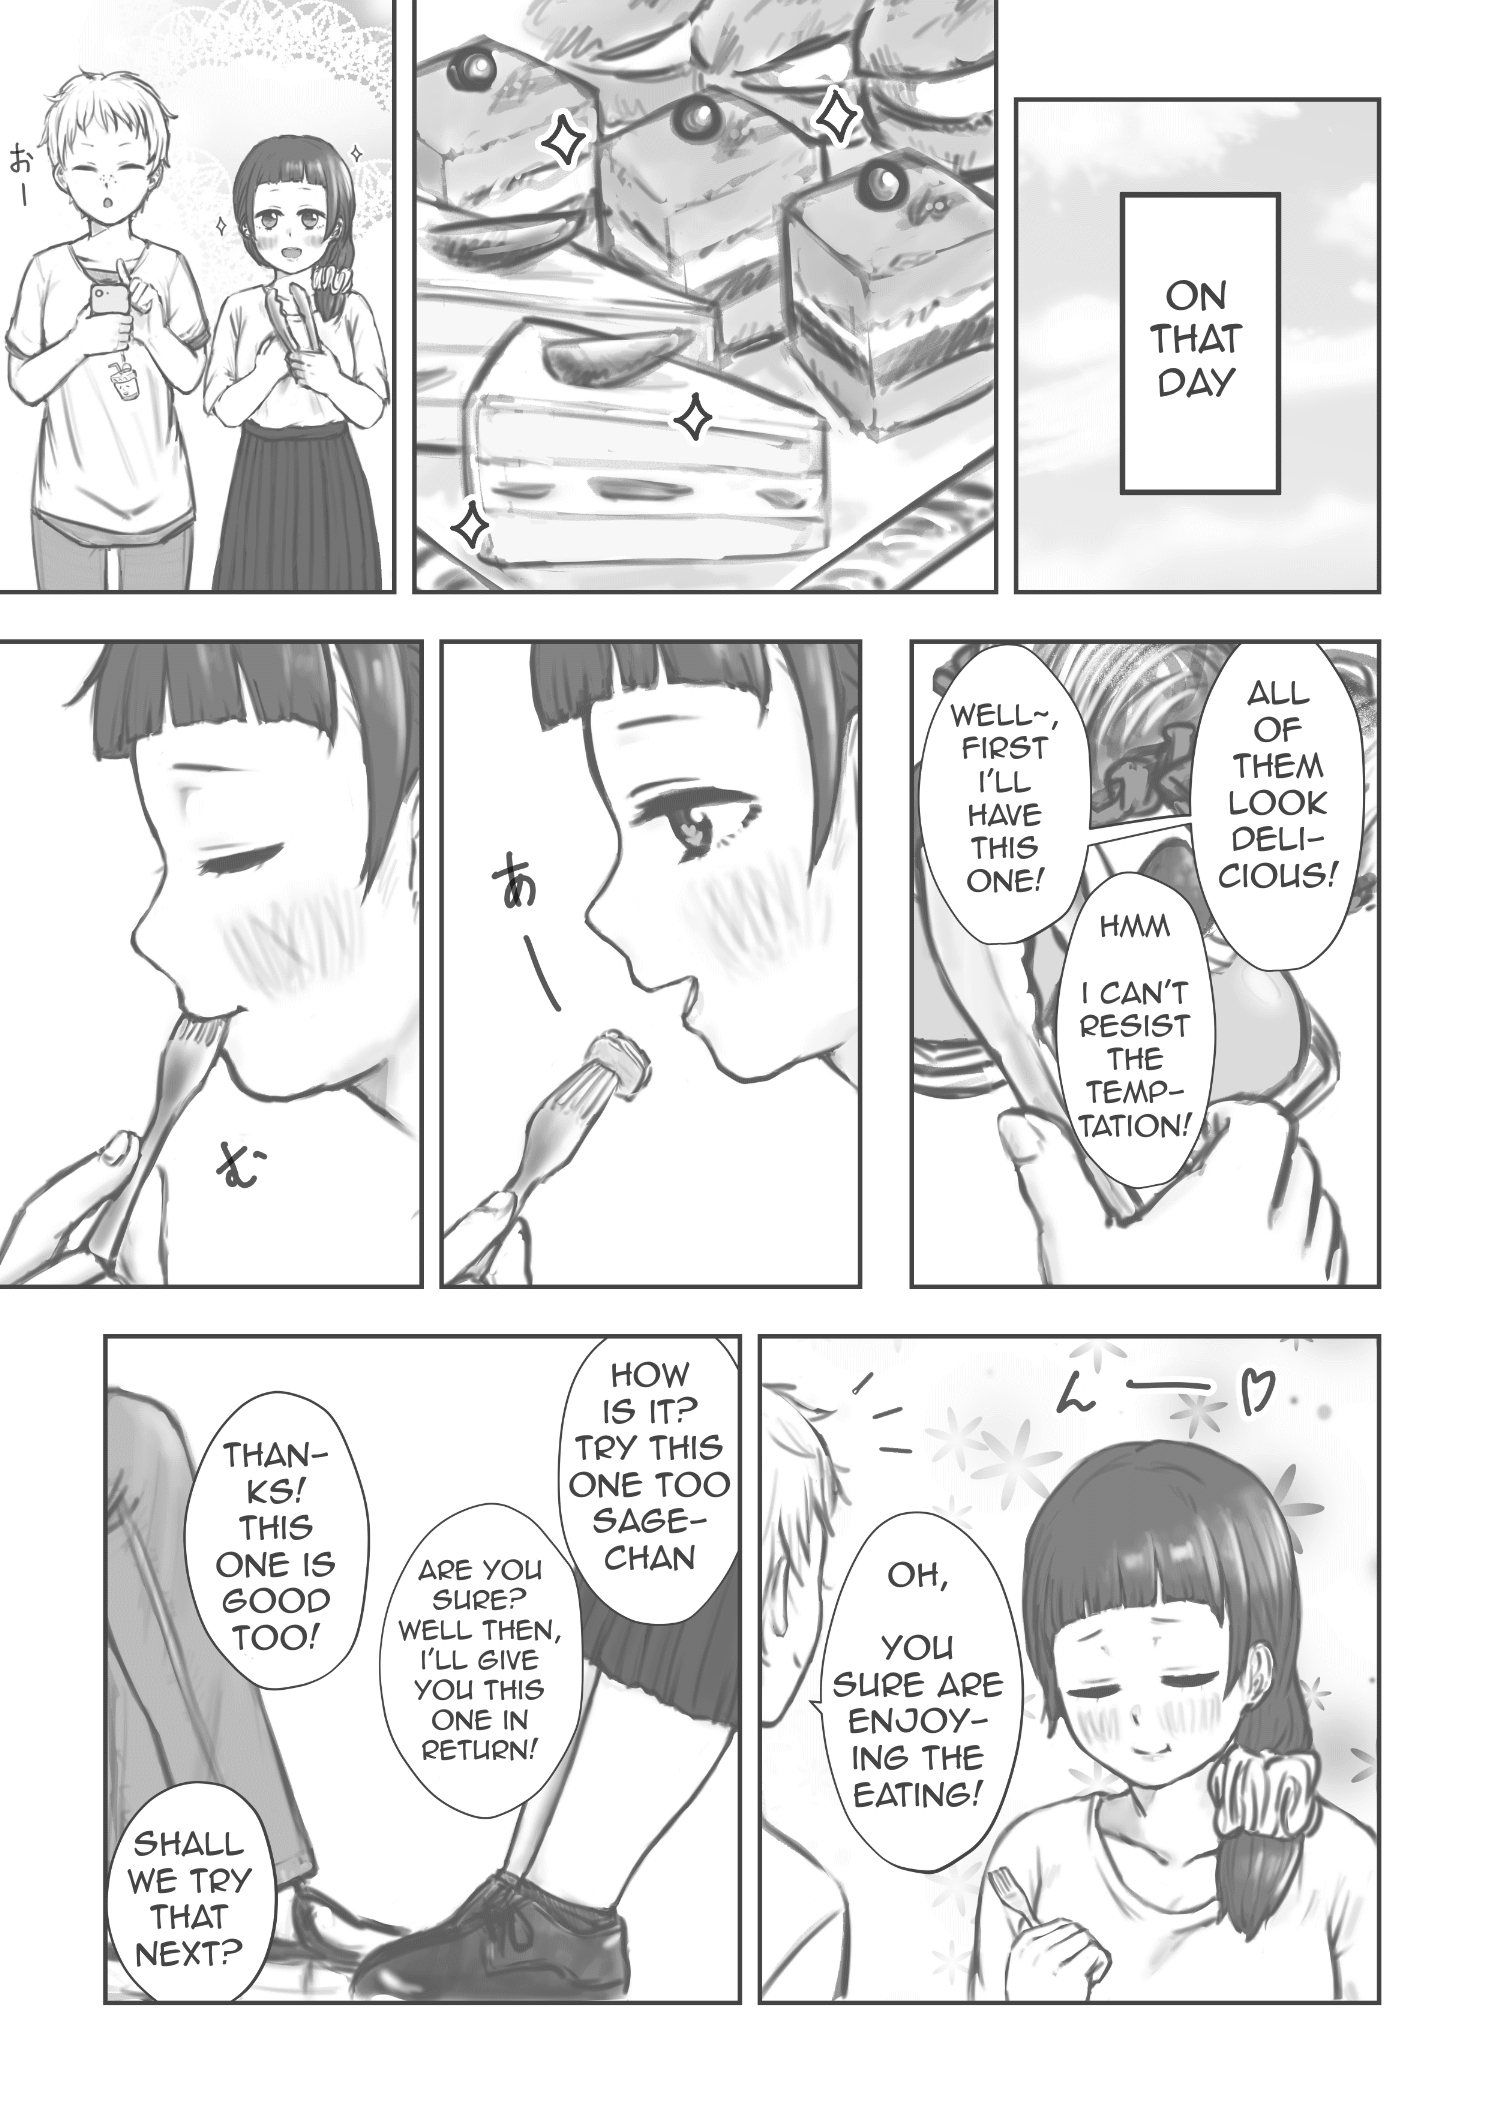 ON
THAT
DAY
おー
ALL
OF
THEM
LOOK
DELI-
CIOUS!
WELL~,
FIRST
I'LL
HAVE
THIS
ONE!
HMM
I CAN'T
RESIST
THE
TEMP-
TATION!
あー
む
んー♡
OH,
YOU
SURE ARE
ENJOY-
ING THE
EATING!
HOW
IS IT?
TRY THIS
ONE TOO
SAGE-
CHAN
ARE YOU
SURE?
WELL THEN,
I'LL GIVE
YOU THIS
ONE IN
RETURN!
THAN-
KS!
THIS
ONE IS
GOOD
TOO!
SHALL
WE TRY
THAT
NEXT?